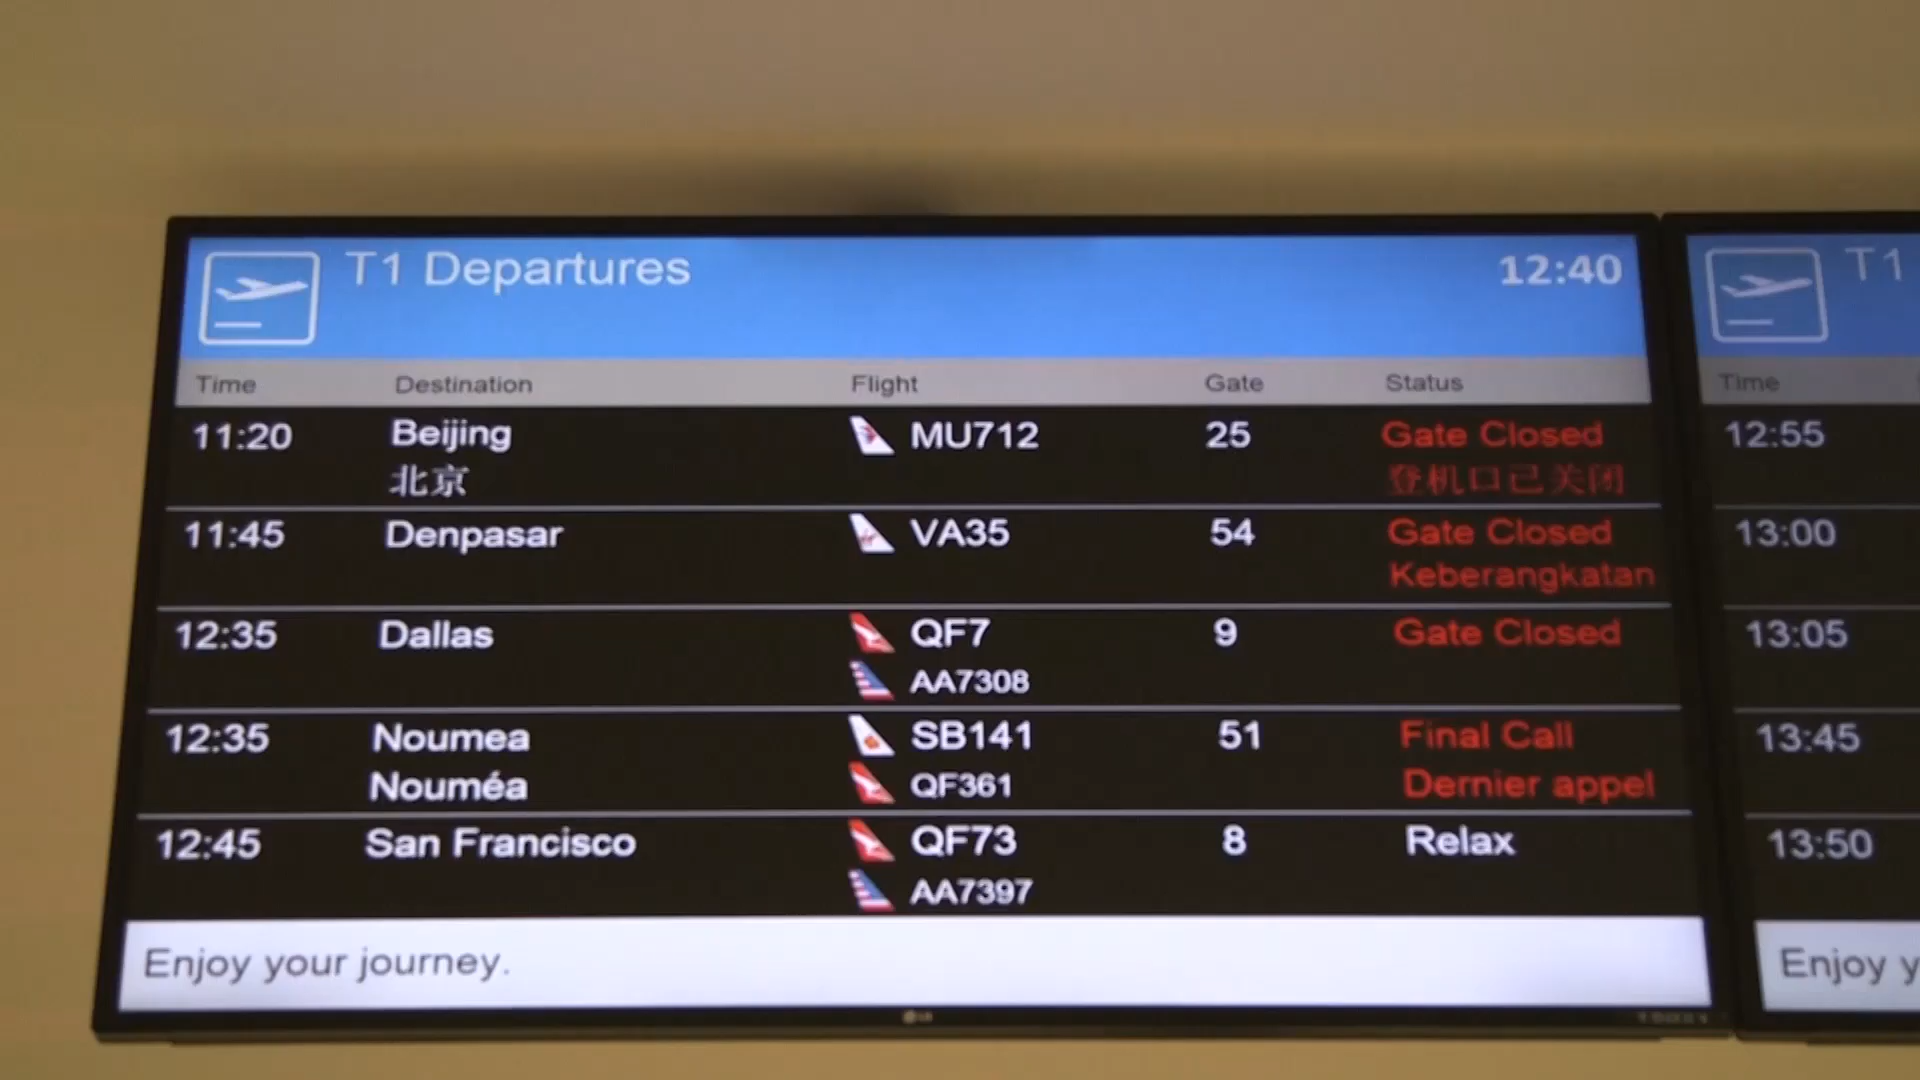 T1 Departures 12:40
Time Destination Flight Gate Status
11:20 Beijing MU712 25 Gate Closed
北京 登机口已关闭
11:45 Denpasar VA35 54 Gate Closed
Keberangkatan
12:35 Dallas QF7 9 Gate Closed
AA7308
12:35 Noumea SB141 51 Final Call
Nouméa QF361 Dernier appel
12:45 San Francisco QF73 8 Relax
AA7397
Enjoy your journey.
LG
T1
Time
12:55
13:00
13:05
13:45
13:50
Enjoy